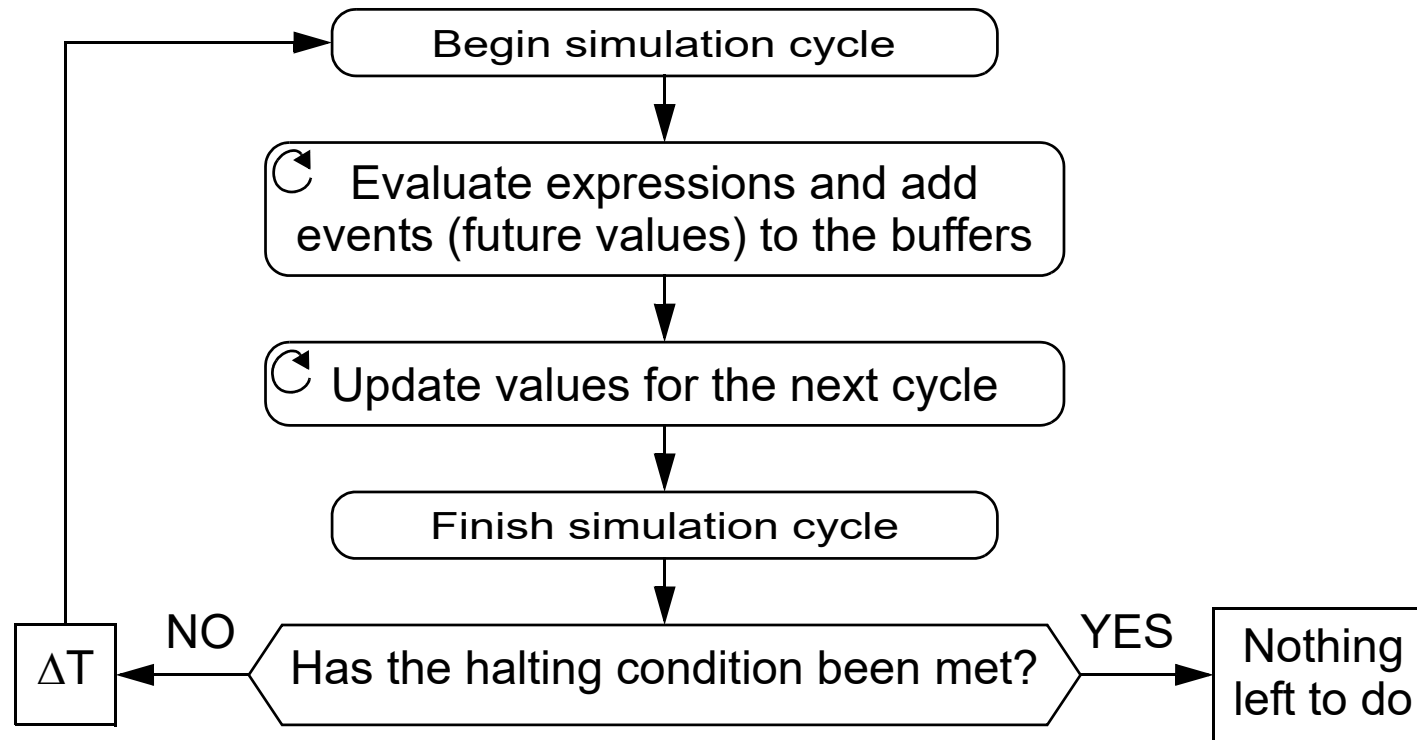 Begin simulation cycle
Evaluate expressions and add
events (future values) to the buffers
Update values for the next cycle
Finish simulation cycle
NO
YES
ΔT
Has the halting condition been met?
Nothing
left to do